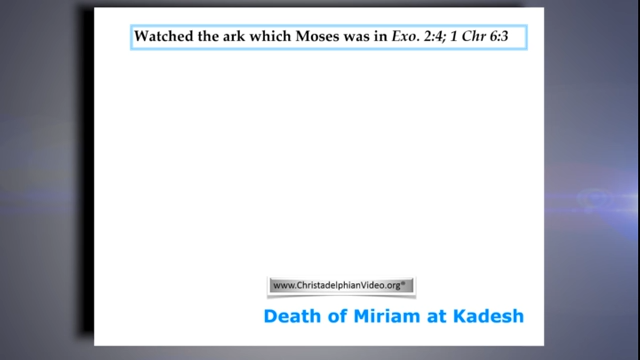 Watched the ark which Moses was in Exo. 2:4; 1 Chr 6:3
www.ChristadelphianVideo.org®
Death of Miriam at Kadesh